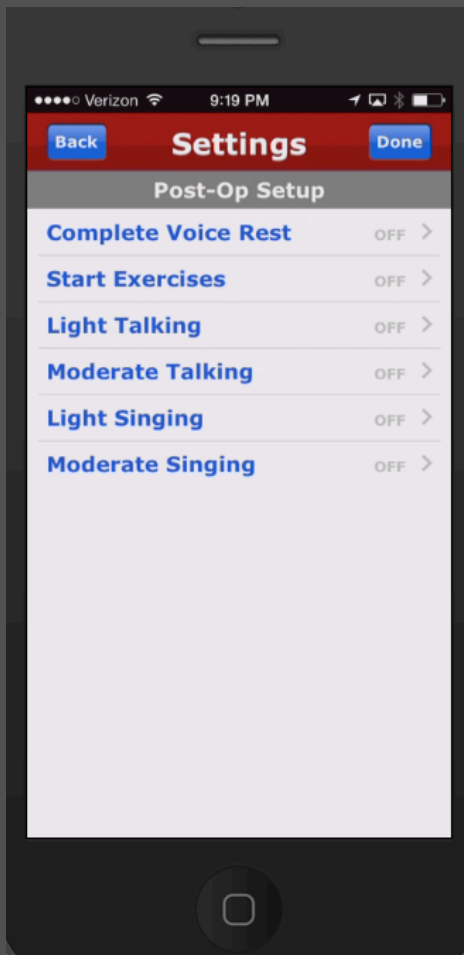 Verizon 9:19 PM
Back Settings Done
Post-Op Setup
Complete Voice Rest OFF
Start Exercises OFF
Light Talking OFF
Moderate Talking OFF
Light Singing OFF
Moderate Singing OFF